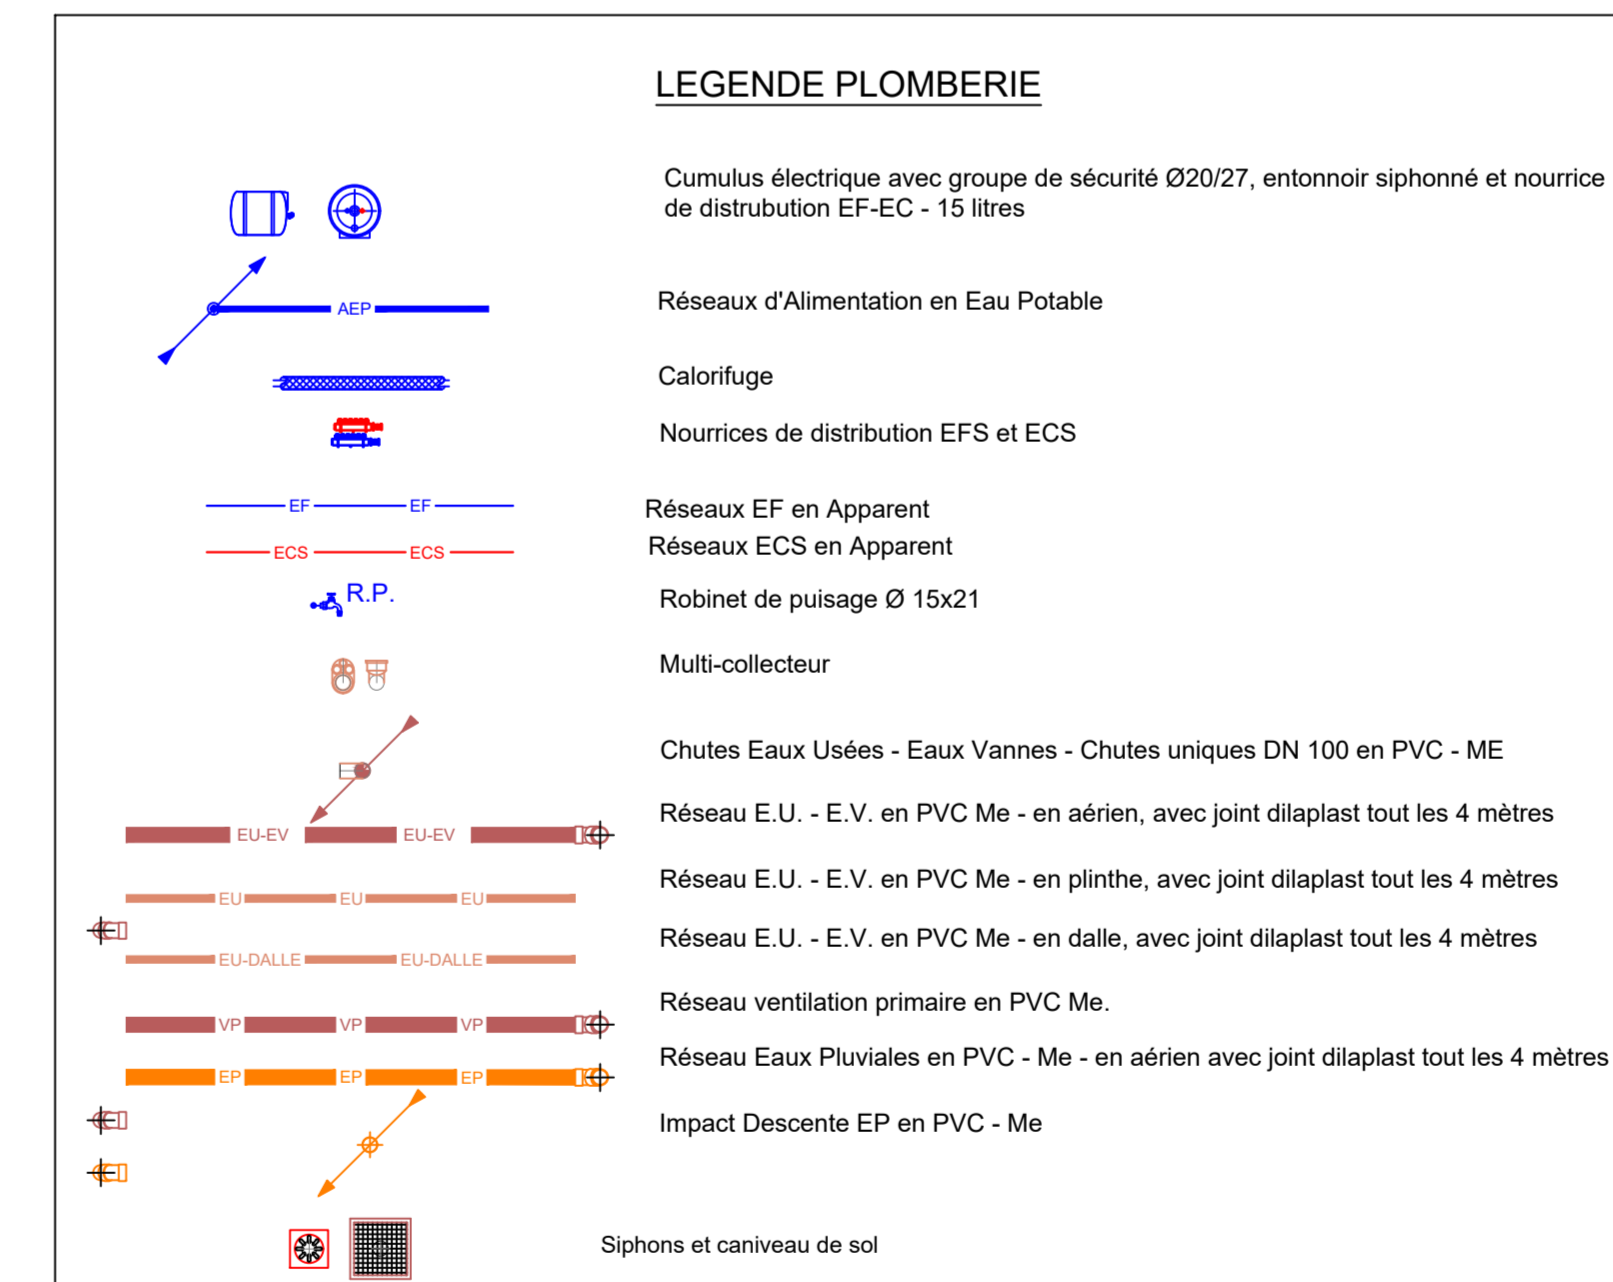 LEGENDE PLOMBERIE
Cumulus électrique avec groupe de sécurité Ø20/27, entonnoir siphonné et nourrice
de distrubution EF-EC - 15 litres
AEP
Réseaux d'Alimentation en Eau Potable
Calorifuge
Nourrices de distribution EFS et ECS
EF EF
Réseaux EF en Apparent
ECS ECS
Réseaux ECS en Apparent
R.P.
Robinet de puisage Ø 15x21
Multi-collecteur
Chutes Eaux Usées - Eaux Vannes - Chutes uniques DN 100 en PVC - ME
EU-EV EU-EV
Réseau E.U. - E.V. en PVC Me - en aérien, avec joint dilaplast tout les 4 mètres
EU EU EU
Réseau E.U. - E.V. en PVC Me - en plinthe, avec joint dilaplast tout les 4 mètres
EU-DALLE EU-DALLE
Réseau E.U. - E.V. en PVC Me - en dalle, avec joint dilaplast tout les 4 mètres
VP VP VP
Réseau ventilation primaire en PVC Me.
EP EP EP
Réseau Eaux Pluviales en PVC - Me - en aérien avec joint dilaplast tout les 4 mètres
Impact Descente EP en PVC - Me
Siphons et caniveau de sol